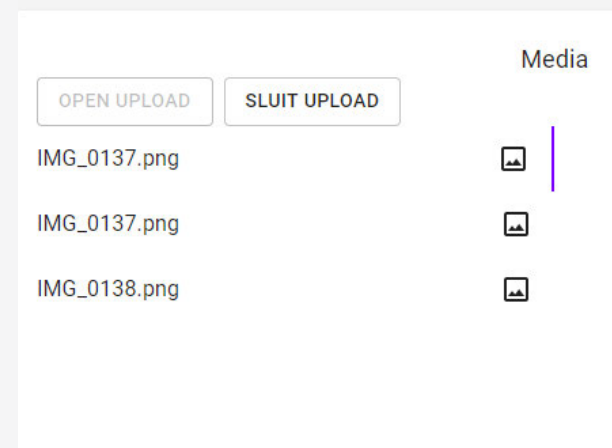 Media
OPEN UPLOAD SLUIT UPLOAD
IMG_0137.png
IMG_0137.png
IMG_0138.png